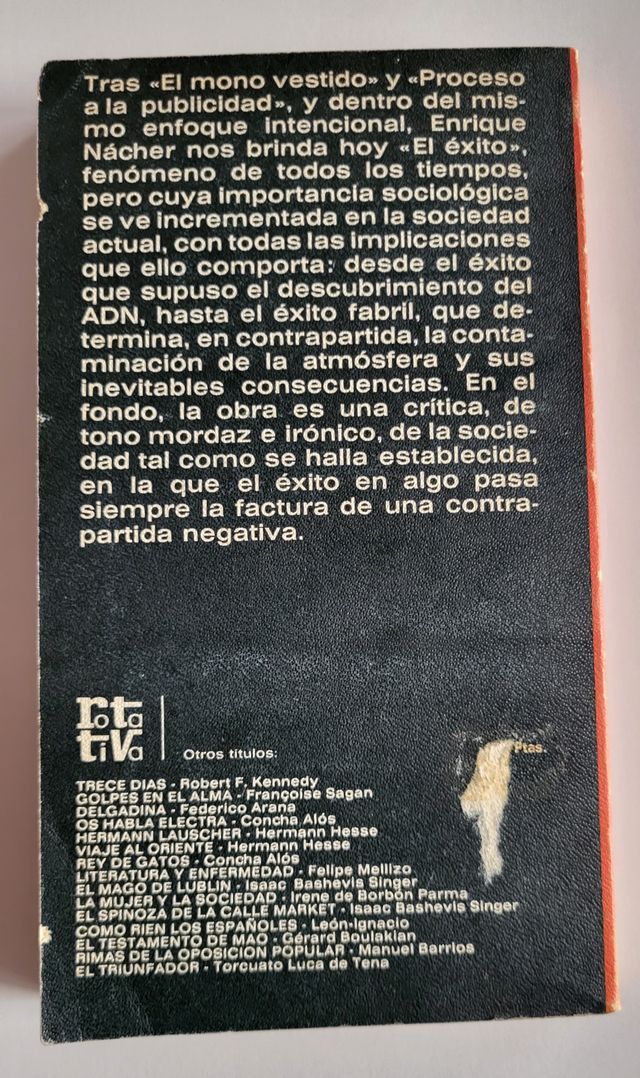 Tras «El mono vestido» y «Proceso
a la publicidad», y dentro del mis-
mo enfoque intencional, Enrique
Nácher nos brinda hoy «El éxito»,
fenómeno de todos los tiempos,
pero cuya importancia sociológica
se ve incrementada en la sociedad
actual, con todas las implicaciones
que ello comporta: desde el éxito
que supuso el descubrimiento del
ADN, hasta el éxito fabril, que de-
termina, en contrapartida, la conta-
minación de la atmósfera y sus
inevitables consecuencias. En el
fondo, la obra es una crítica, de
tono mordaz e irónico, de la socie-
dad tal como se halla establecida,
en la que el éxito en algo pasa
siempre la factura de una contra-
partida negativa.
rota
tiva
Otros títulos:
Ptas.
TRECE DIAS - Robert F. Kennedy
GOLPES EN EL ALMA - Françoise Sagan
DELGADINA - Federico Arana
OS HABLA ELECTRA - Concha Alós
HERMANN LAUSCHER - Hermann Hesse
VIAJE AL ORIENTE - Hermann Hesse
REY DE GATOS - Concha Alós
LITERATURA Y ENFERMEDAD - Felipe Mellizo
EL MAGO DE LUBLIN - Isaac Bashevis Singer
LA MUJER Y LA SOCIEDAD - Irene de Borbón Parma
EL SPINOZA DE LA CALLE MARKET - Isaac Bashevis Singer
COMO RIEN LOS ESPAÑOLES - León-Ignacio
EL TESTAMENTO DE MAO - Gérard Boulakian
RIMAS DE LA OPOSICION POPULAR - Manuel Barrios
EL TRIUNFADOR - Torcuato Luca de Tena